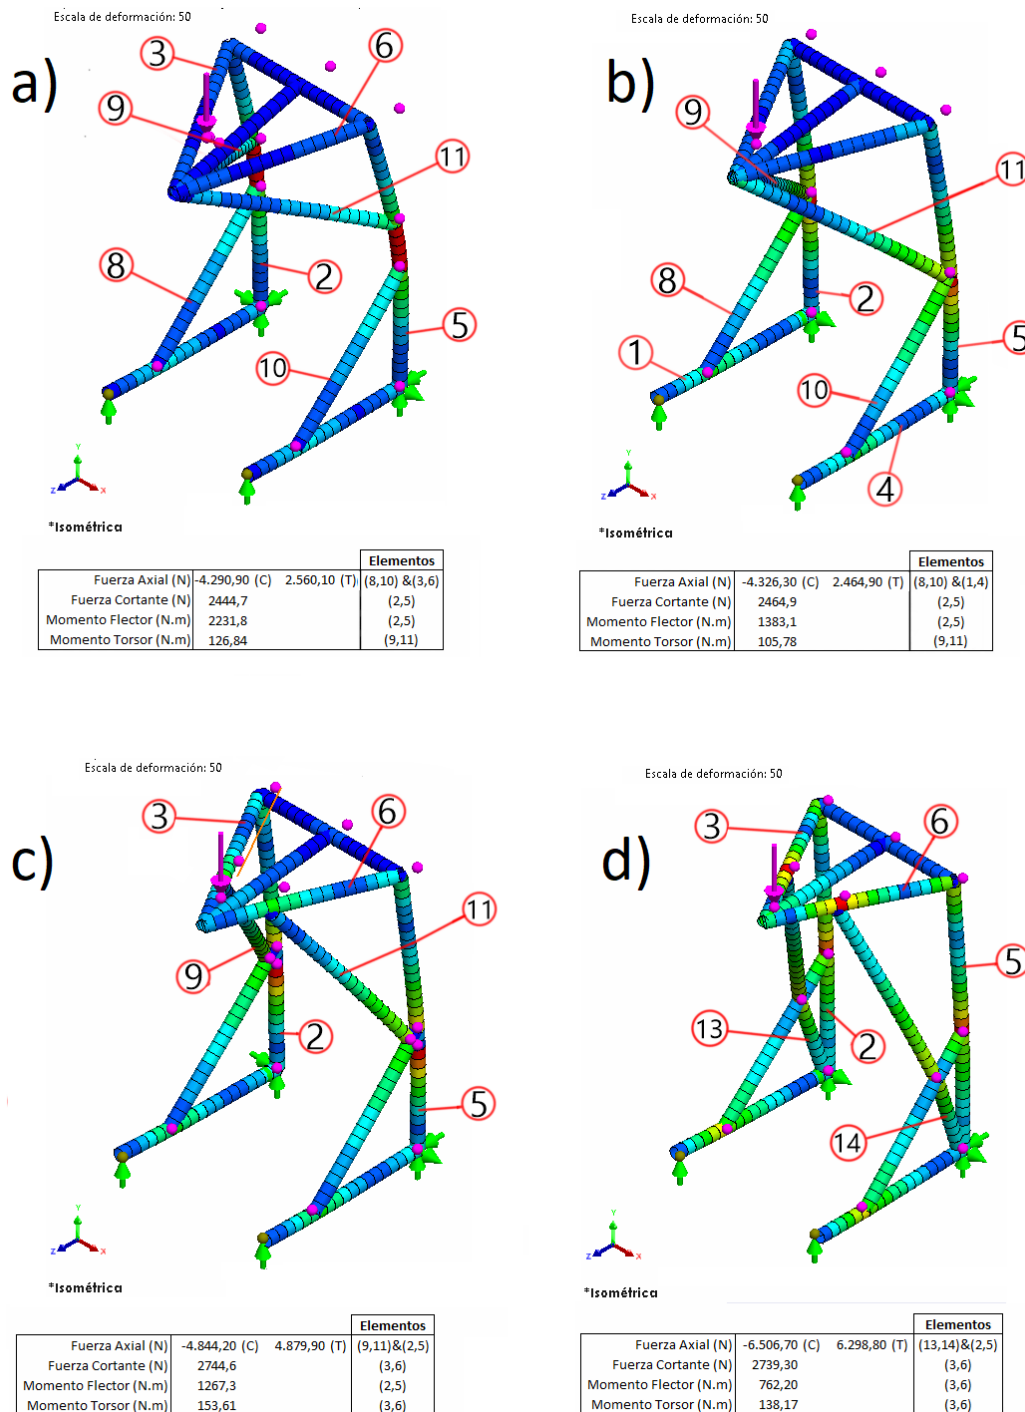 Escala de deformación: 50
a)
3
6
9
11
8
2
5
10
Y
Z
X
*Isométrica
Elementos
Fuerza Axial (N) -4.290,90 (C) 2.560,10 (T) (8,10) &(3,6)
Fuerza Cortante (N) 2444,7 (2,5)
Momento Flector (N.m) 2231,8 (2,5)
Momento Torsor (N.m) 126,84 (9,11)
Escala de deformación: 50
b)
9
11
8
2
1
5
10
4
Y
Z
X
*Isométrica
Elementos
Fuerza Axial (N) -4.326,30 (C) 2.464,90 (T) (8,10) &(1,4)
Fuerza Cortante (N) 2464,9 (2,5)
Momento Flector (N.m) 1383,1 (2,5)
Momento Torsor (N.m) 105,78 (9,11)
Escala de deformación: 50
c)
3
6
11
9
2
5
Y
Z
X
*Isométrica
Elementos
Fuerza Axial (N) -4.844,20 (C) 4.879,90 (T) (9,11)&(2,5)
Fuerza Cortante (N) 2744,6 (3,6)
Momento Flector (N.m) 1267,3 (2,5)
Momento Torsor (N.m) 153,61 (3,6)
Escala de deformación: 50
d)
3
6
5
13
2
14
Y
Z
X
*Isométrica
Elementos
Fuerza Axial (N) -6.506,70 (C) 6.298,80 (T) (13,14)&(2,5)
Fuerza Cortante (N) 2739,30 (3,6)
Momento Flector (N.m) 762,20 (3,6)
Momento Torsor (N.m) 138,17 (3,6)